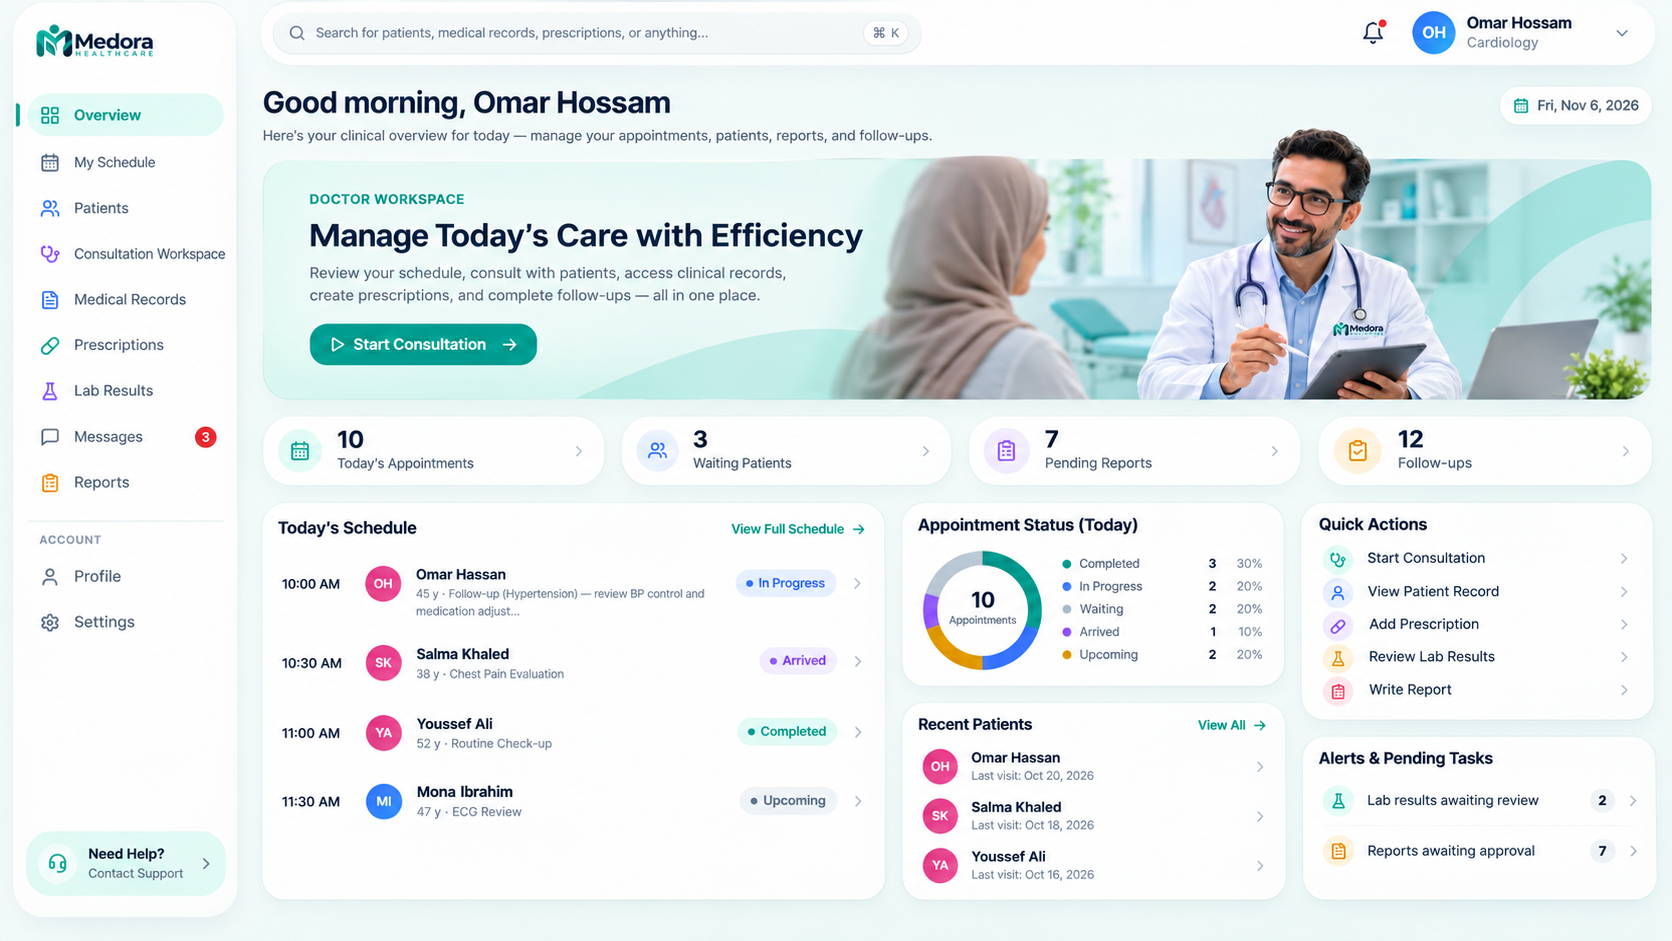 Medora
HEALTHCARE
Search for patients, medical records, prescriptions, or anything...
⌘ K
OH
Omar Hossam
Cardiology
Overview
My Schedule
Patients
Consultation Workspace
Medical Records
Prescriptions
Lab Results
Messages 3
Reports
ACCOUNT
Profile
Settings
Need Help?
Contact Support
Good morning, Omar Hossam
Here's your clinical overview for today — manage your appointments, patients, reports, and follow-ups.
Fri, Nov 6, 2026
DOCTOR WORKSPACE
Manage Today's Care with Efficiency
Review your schedule, consult with patients, access clinical records,
create prescriptions, and complete follow-ups — all in one place.
Start Consultation
Medora
10
Today's Appointments
3
Waiting Patients
7
Pending Reports
12
Follow-ups
Today's Schedule
View Full Schedule
10:00 AM
OH
Omar Hassan
45 y · Follow-up (Hypertension) — review BP control and
medication adjust...
In Progress
10:30 AM
SK
Salma Khaled
38 y · Chest Pain Evaluation
Arrived
11:00 AM
YA
Youssef Ali
52 y · Routine Check-up
Completed
11:30 AM
MI
Mona Ibrahim
47 y · ECG Review
Upcoming
Appointment Status (Today)
10
Appointments
Completed 3 30%
In Progress 2 20%
Waiting 2 20%
Arrived 1 10%
Upcoming 2 20%
Recent Patients
View All
OH
Omar Hassan
Last visit: Oct 20, 2026
SK
Salma Khaled
Last visit: Oct 18, 2026
YA
Youssef Ali
Last visit: Oct 16, 2026
Quick Actions
Start Consultation
View Patient Record
Add Prescription
Review Lab Results
Write Report
Alerts & Pending Tasks
Lab results awaiting review 2
Reports awaiting approval 7